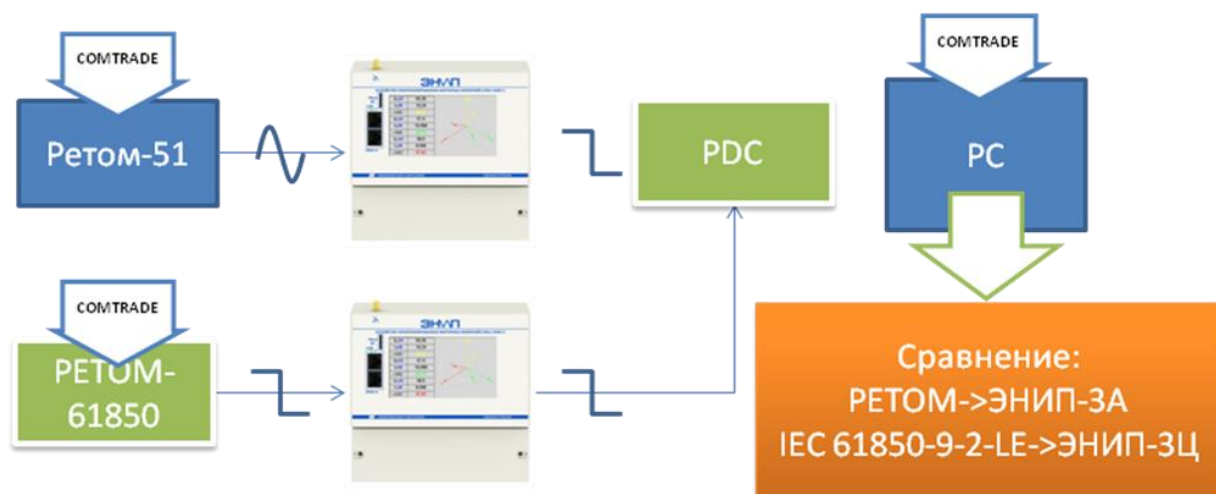 COMTRADE
Ретом-51
ЭНИП
PDC
COMTRADE
PC
COMTRADE
РЕТОМ-
61850
ЭНИП
Сравнение:
РЕТОМ->ЭНИП-3А
IEC 61850-9-2-LE->ЭНИП-3Ц